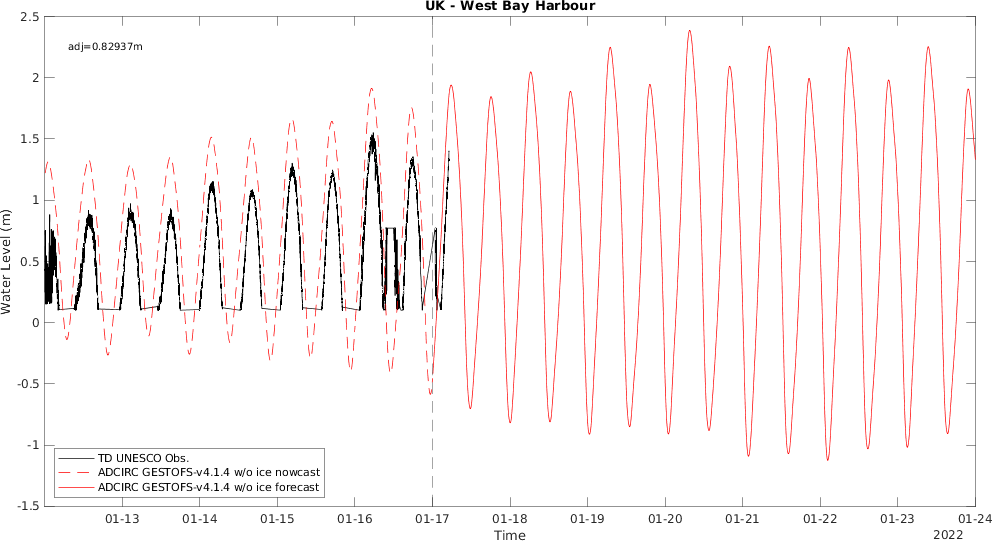 UK - West Bay Harbour
adj=0.82937m
2.5
2
1.5
1
0.5
0
-0.5
-1
-1.5
Water Level (m)
TD UNESCO Obs.
ADCIRC GESTOFS-v4.1.4 w/o ice nowcast
ADCIRC GESTOFS-v4.1.4 w/o ice forecast
01-13 01-14 01-15 01-16 01-17 01-18 01-19 01-20 01-21 01-22 01-23 01-24
Time
2022